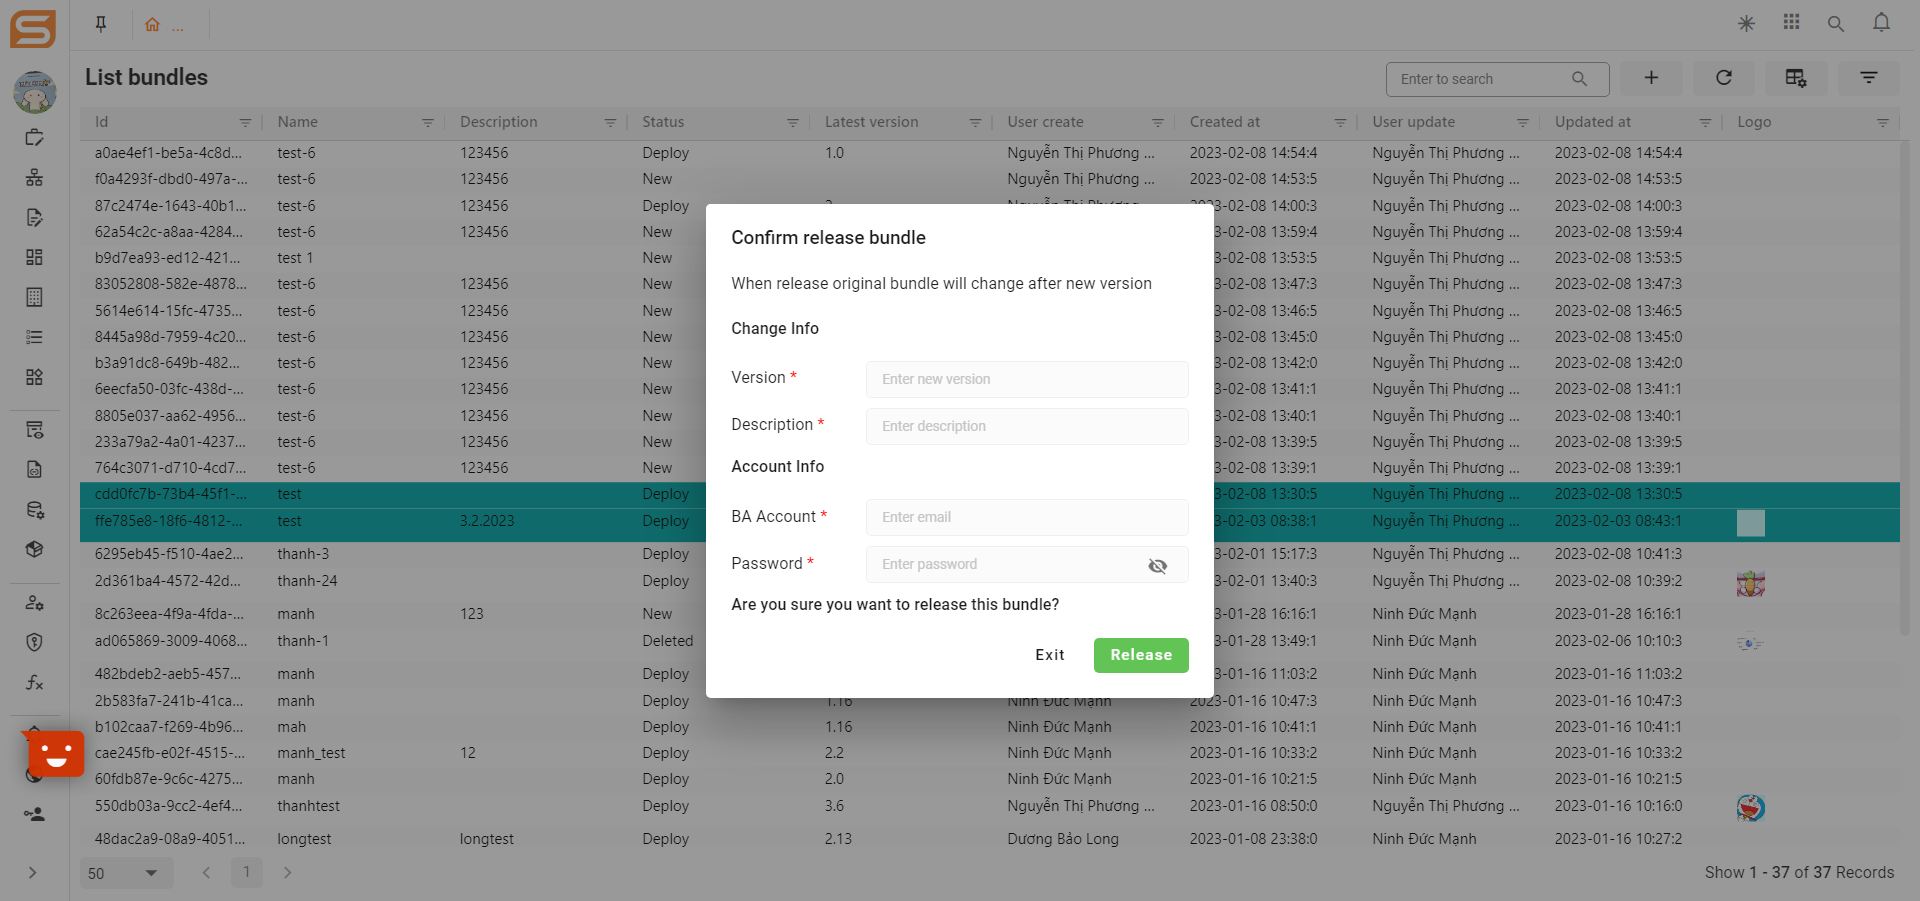 ...
List bundles
Enter to search
Id Name Description Status Latest version User create Created at User update Updated at Logo
a0ae4ef1-be5a-4c8d... test-6 123456 Deploy 1.0 Nguyễn Thị Phương ... 2023-02-08 14:54:4 Nguyễn Thị Phương ... 2023-02-08 14:54:4
f0a4293f-dbd0-497a-... test-6 123456 New Nguyễn Thị Phương ... 2023-02-08 14:53:5 Nguyễn Thị Phương ... 2023-02-08 14:53:5
87c2474e-1643-40b1... test-6 123456 Deploy Nguyễn Thị Phương ... 2023-02-08 14:00:3 Nguyễn Thị Phương ... 2023-02-08 14:00:3
62a54c2c-a8aa-4284... test-6 123456 New 3-02-08 13:59:4 Nguyễn Thị Phương ... 2023-02-08 13:59:4
b9d7ea93-ed12-421... test 1 New 3-02-08 13:53:5 Nguyễn Thị Phương ... 2023-02-08 13:53:5
83052808-582e-4878... test-6 123456 New 3-02-08 13:47:3 Nguyễn Thị Phương ... 2023-02-08 13:47:3
5614e614-15fc-4735... test-6 123456 New 3-02-08 13:46:5 Nguyễn Thị Phương ... 2023-02-08 13:46:5
8445a98d-7959-4c20... test-6 123456 New 3-02-08 13:45:0 Nguyễn Thị Phương ... 2023-02-08 13:45:0
b3a91dc8-649b-482... test-6 123456 New 3-02-08 13:42:0 Nguyễn Thị Phương ... 2023-02-08 13:42:0
6eecfa50-03fc-438d-... test-6 123456 New 3-02-08 13:41:1 Nguyễn Thị Phương ... 2023-02-08 13:41:1
8805e037-aa62-4956... test-6 123456 New 3-02-08 13:40:1 Nguyễn Thị Phương ... 2023-02-08 13:40:1
233a79a2-4a01-4237... test-6 123456 New 3-02-08 13:39:5 Nguyễn Thị Phương ... 2023-02-08 13:39:5
764c3071-d710-4cd7... test-6 123456 New 3-02-08 13:39:1 Nguyễn Thị Phương ... 2023-02-08 13:39:1
cdd0fc7b-73b4-45f1-... test Deploy 3-02-08 13:30:5 Nguyễn Thị Phương ... 2023-02-08 13:30:5
ffe785e8-18f6-4812-... test 3.2.2023 Deploy 3-02-03 08:38:1 Nguyễn Thị Phương ... 2023-02-03 08:43:1
6295eb45-f510-4ae2... thanh-3 Deploy 3-02-01 15:17:3 Nguyễn Thị Phương ... 2023-02-08 10:41:3
2d361ba4-4572-42d... thanh-24 Deploy 3-02-01 13:40:3 Nguyễn Thị Phương ... 2023-02-08 10:39:2
8c263eea-4f9a-4fda-... manh 123 New 3-01-28 16:16:1 Ninh Đức Mạnh 2023-01-28 16:16:1
ad065869-3009-4068... thanh-1 Deleted 3-01-28 13:49:1 Ninh Đức Mạnh 2023-02-06 10:10:3
482bdeb2-aeb5-457... manh Deploy 3-01-16 11:03:2 Ninh Đức Mạnh 2023-01-16 11:03:2
2b583fa7-241b-41ca... manh Deploy 1.16 Ninh Đức Mạnh 2023-01-16 10:47:3 Ninh Đức Mạnh 2023-01-16 10:47:3
b102caa7-f269-4b96... mah Deploy 1.16 Ninh Đức Mạnh 2023-01-16 10:41:1 Ninh Đức Mạnh 2023-01-16 10:41:1
cae245fb-e02f-4515-... manh_test 12 Deploy 2.2 Ninh Đức Mạnh 2023-01-16 10:33:2 Ninh Đức Mạnh 2023-01-16 10:33:2
60fdb87e-9c6c-4275... manh Deploy 2.0 Ninh Đức Mạnh 2023-01-16 10:21:5 Ninh Đức Mạnh 2023-01-16 10:21:5
550db03a-9cc2-4ef4... thanhtest Deploy 3.6 Nguyễn Thị Phương ... 2023-01-16 08:50:0 Nguyễn Thị Phương ... 2023-01-16 10:16:0
48dac2a9-08a9-4051... longtest longtest Deploy 2.13 Dương Bảo Long 2023-01-08 23:38:0 Ninh Đức Mạnh 2023-01-16 10:27:2
50 1 Show 1 - 37 of 37 Records
Confirm release bundle
When release original bundle will change after new version
Change Info
Version * Enter new version
Description * Enter description
Account Info
BA Account * Enter email
Password * Enter password
Are you sure you want to release this bundle?
Exit Release